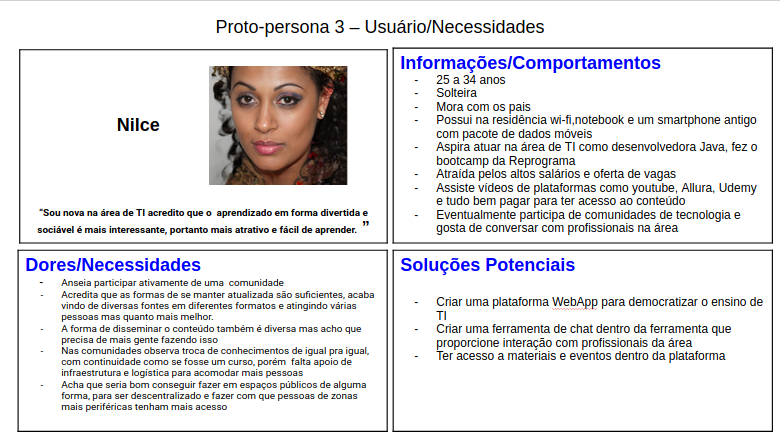 Proto-persona 3 – Usuário/Necessidades
Nilce
“Sou nova na área de TI acredito que o aprendizado em forma divertida e
sociável é mais interessante, portanto mais atrativo e fácil de aprender. ”
Informações/Comportamentos
- 25 a 34 anos
- Solteira
- Mora com os pais
- Possui na residência wi-fi,notebook e um smartphone antigo
com pacote de dados móveis
- Aspira atuar na área de TI como desenvolvedora Java, fez o
bootcamp da Reprograma
- Atraída pelos altos salários e oferta de vagas
- Assiste vídeos de plataformas como youtube, Allura, Udemy
e tudo bem pagar para ter acesso ao conteúdo
- Eventualmente participa de comunidades de tecnologia e
gosta de conversar com profissionais na área
Dores/Necessidades
- Anseia participar ativamente de uma comunidade
- Acredita que as formas de se manter atualizada são suficientes, acaba
vindo de diversas fontes em diferentes formatos e atingindo várias
pessoas mas quanto mais melhor.
- A forma de disseminar o conteúdo também é diversa mas acho que
precisa de mais gente fazendo isso
- Nas comunidades observa troca de conhecimentos de igual pra igual,
com continuidade como se fosse um curso, porém falta apoio de
infraestrutura e logística para acomodar mais pessoas
- Acha que seria bom conseguir fazer em espaços públicos de alguma
forma, para ser descentralizado e fazer com que pessoas de zonas
mais periféricas tenham mais acesso
Soluções Potenciais
- Criar uma plataforma WebApp para democratizar o ensino de
TI
- Criar uma ferramenta de chat dentro da ferramenta que
proporcione interação com profissionais da área
- Ter acesso a materiais e eventos dentro da plataforma